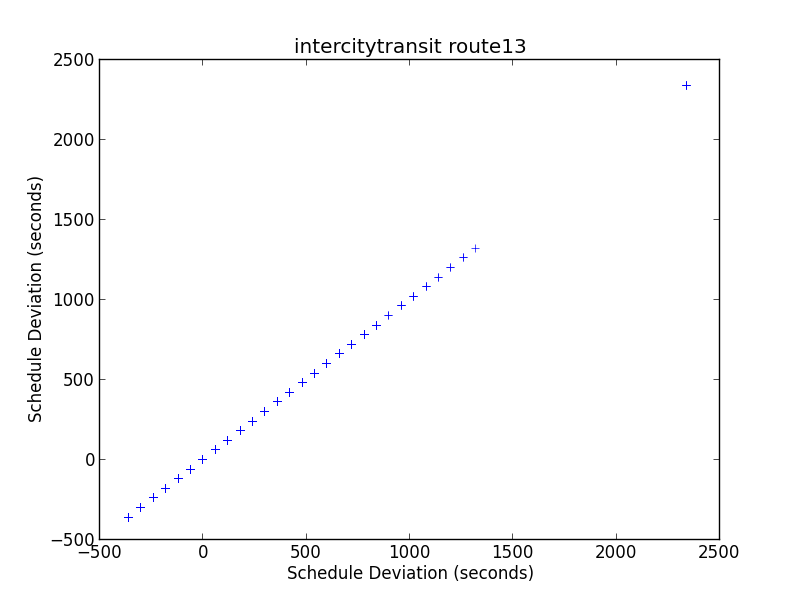 intercitytransit route13
2500
2000
1500
1000
500
0
−500
Schedule Deviation (seconds)
−500 0 500 1000 1500 2000 2500
Schedule Deviation (seconds)